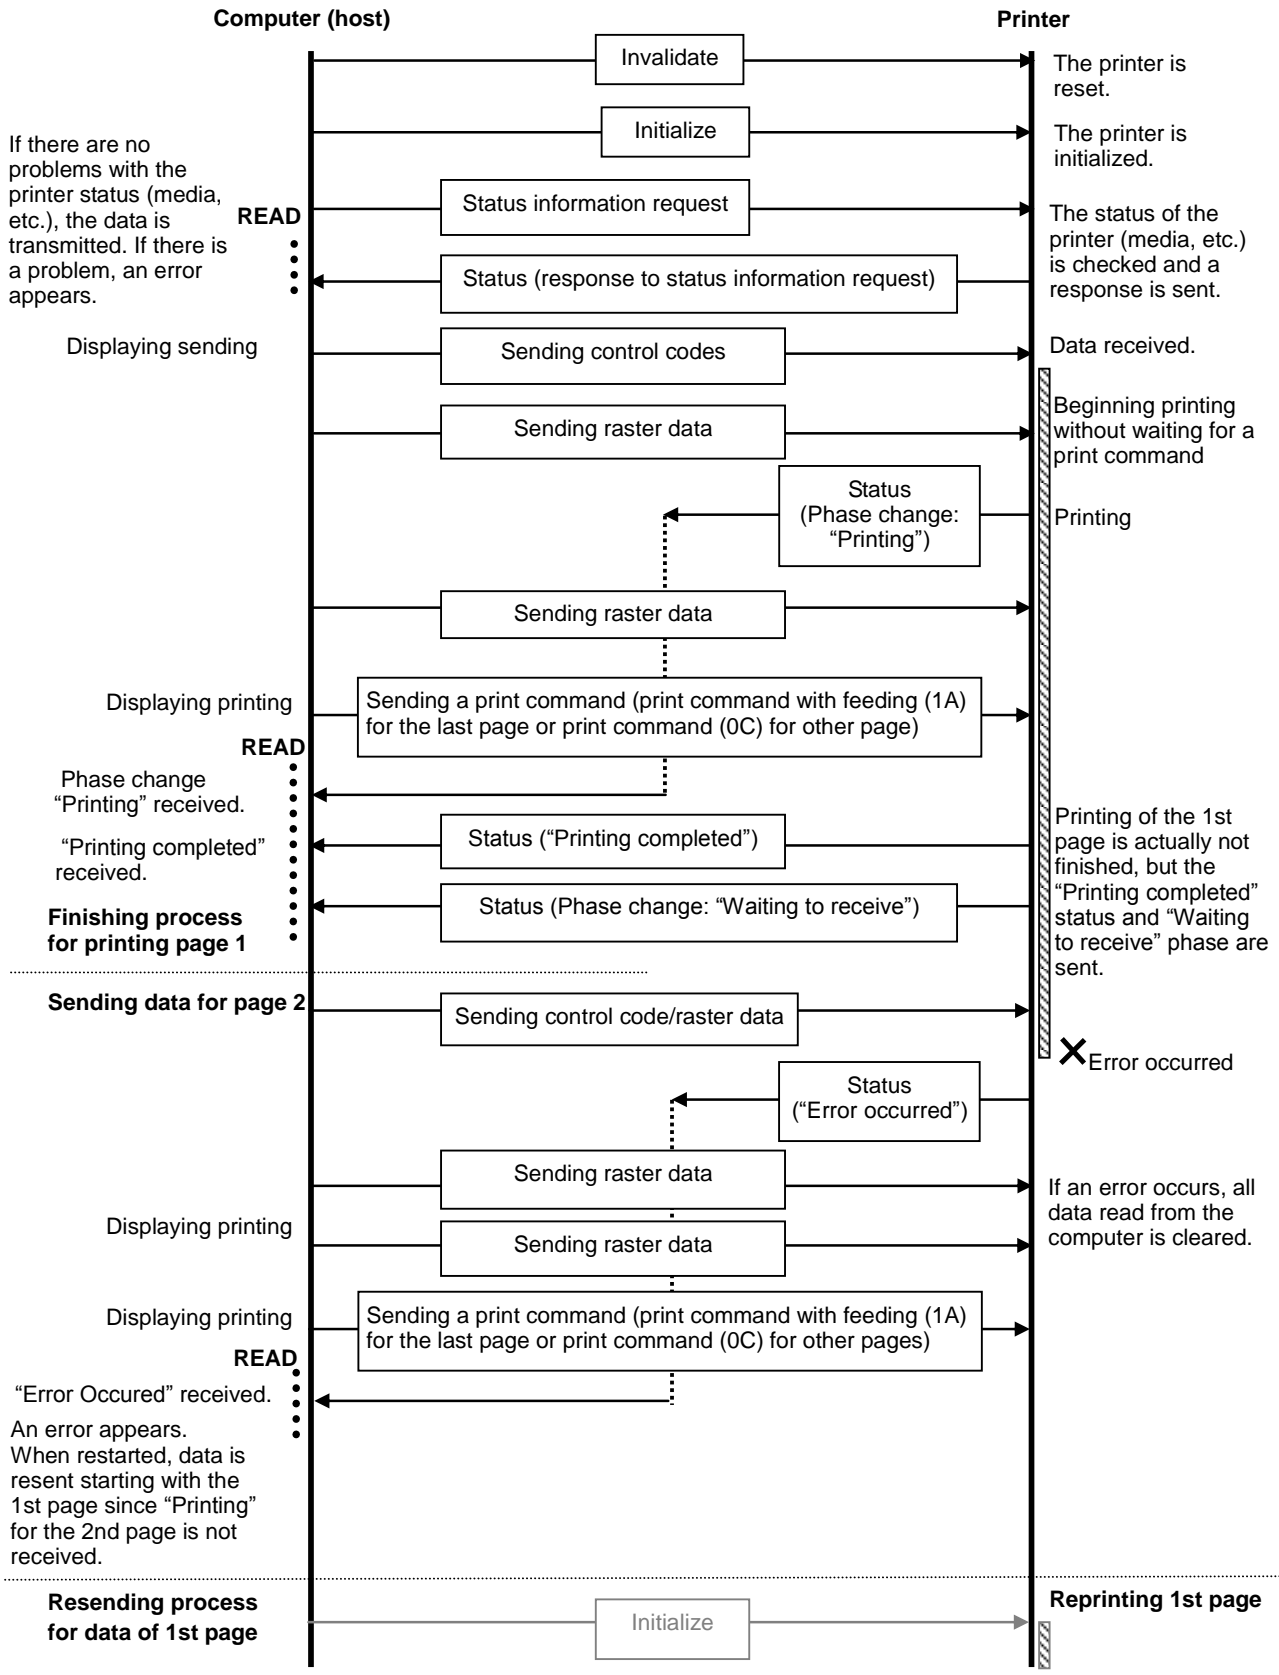 Computer (host)
Printer
Invalidate
The printer is
reset.
Initialize
The printer is
initialized.
If there are no
problems with the
printer status (media,
etc.), the data is
transmitted. If there is
a problem, an error
appears.
READ
Status information request
The status of the
printer (media, etc.)
is checked and a
response is sent.
Status (response to status information request)
Displaying sending
Sending control codes
Data received.
Sending raster data
Beginning printing
without waiting for a
print command
Status
(Phase change:
“Printing”)
Printing
Sending raster data
Displaying printing
Sending a print command (print command with feeding (1A)
for the last page or print command (0C) for other page)
READ
Phase change
“Printing” received.
“Printing completed”
received.
Status (“Printing completed”)
Printing of the 1st
page is actually not
finished, but the
“Printing completed”
status and “Waiting
to receive” phase are
sent.
Status (Phase change: “Waiting to receive”)
Finishing process
for printing page 1
Sending data for page 2
Sending control code/raster data
Error occurred
Status
(“Error occurred”)
Sending raster data
If an error occurs, all
data read from the
computer is cleared.
Displaying printing
Sending raster data
Displaying printing
Sending a print command (print command with feeding (1A)
for the last page or print command (0C) for other pages)
READ
“Error Occured” received.
An error appears.
When restarted, data is
resent starting with the
1st page since “Printing”
for the 2nd page is not
received.
Resending process
for data of 1st page
Initialize
Reprinting 1st page